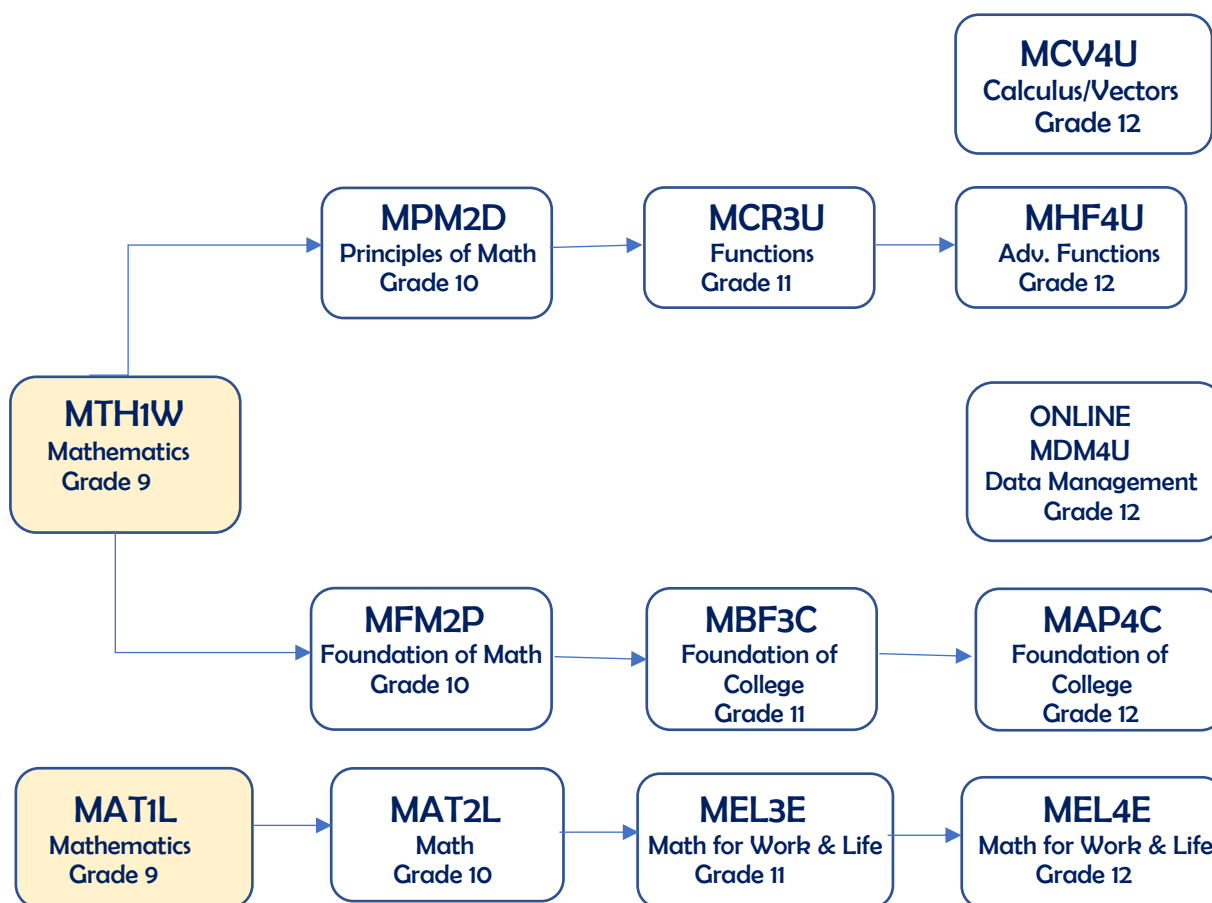 MCV4U
Calculus/Vectors
Grade 12
MPM2D
Principles of Math
Grade 10
MCR3U
Functions
Grade 11
MHF4U
Adv. Functions
Grade 12
MTH1W
Mathematics
Grade 9
ONLINE
MDM4U
Data Management
Grade 12
MFM2P
Foundation of Math
Grade 10
MBF3C
Foundation of
College
Grade 11
MAP4C
Foundation of
College
Grade 12
MAT1L
Mathematics
Grade 9
MAT2L
Math
Grade 10
MEL3E
Math for Work & Life
Grade 11
MEL4E
Math for Work & Life
Grade 12